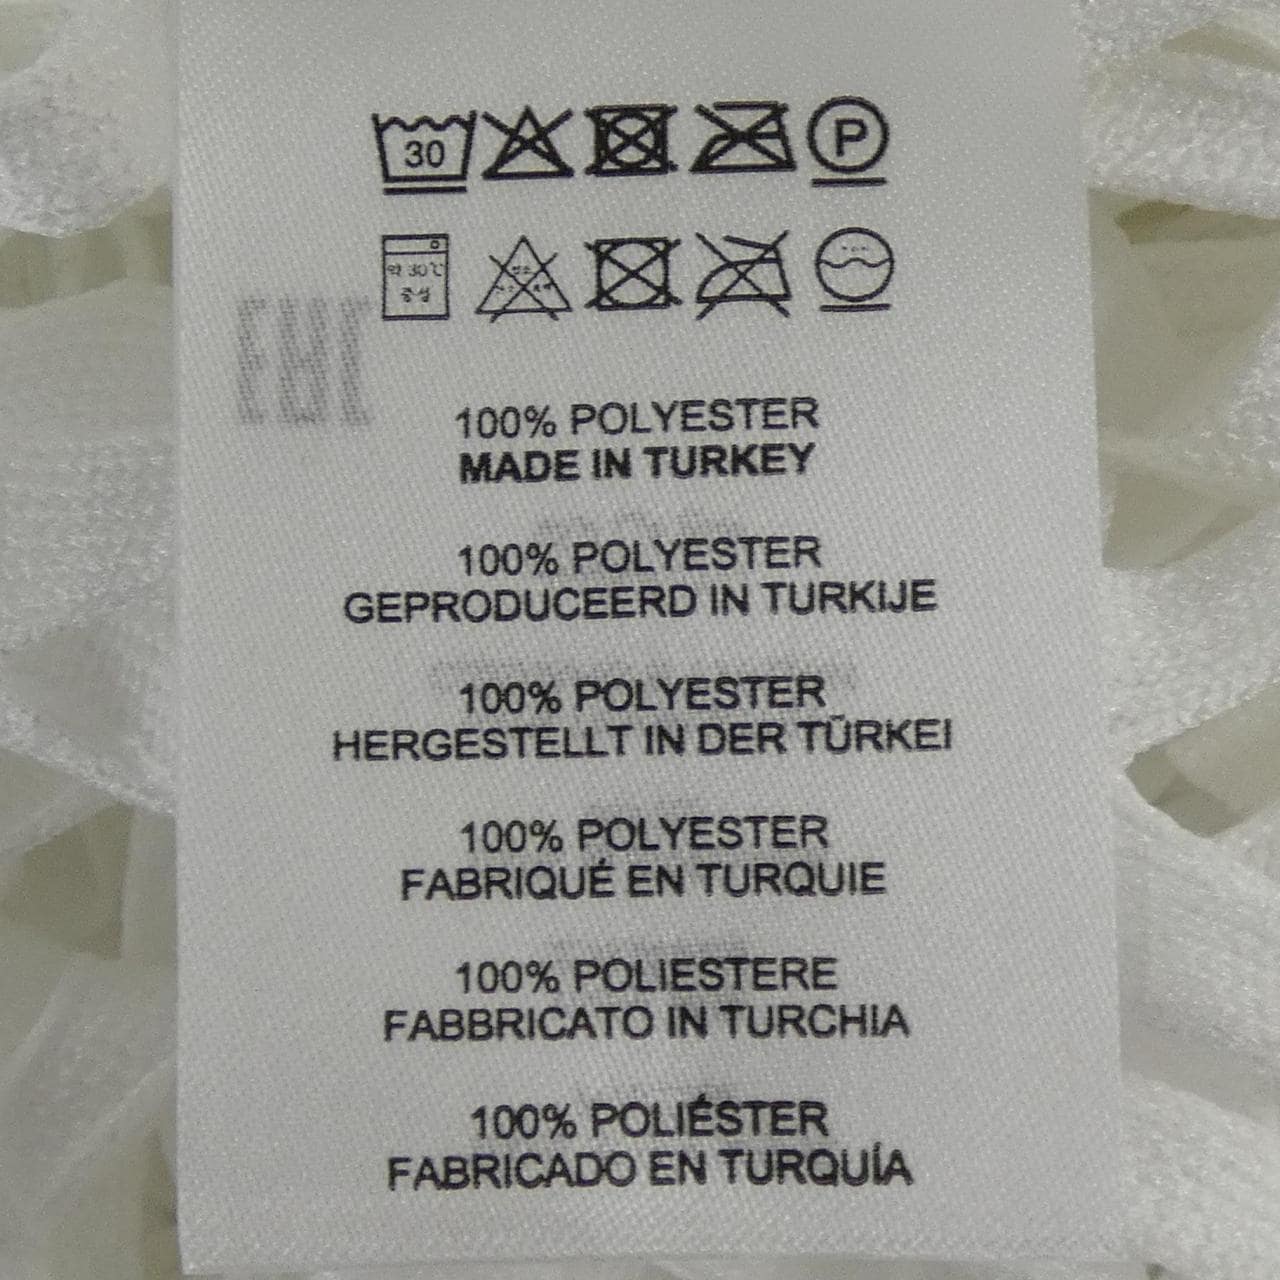 30
P
30℃
100% POLYESTER
MADE IN TURKEY
100% POLYESTER
GEPRODUCEERD IN TURKIJE
100% POLYESTER
HERGESTELLT IN DER TÜRKEI
100% POLYESTER
FABRIQUÉ EN TURQUIE
100% POLIESTERE
FABBRICATO IN TURCHIA
100% POLIÉSTER
FABRICADO EN TURQUÍA